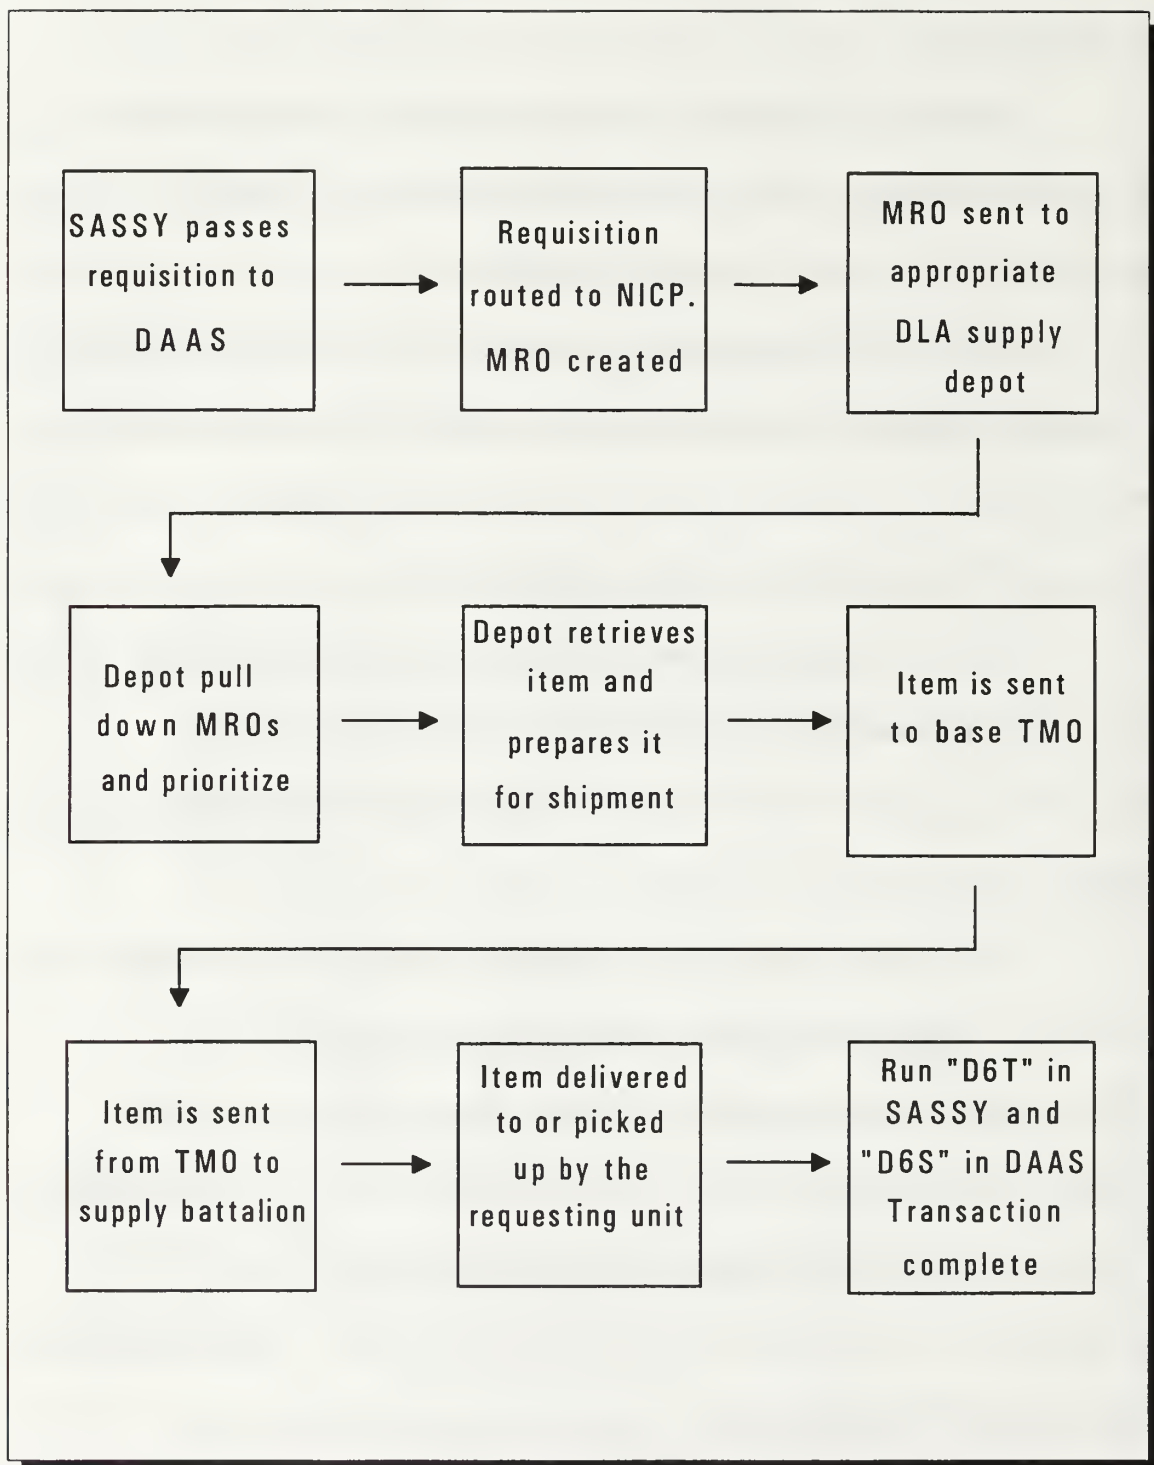 SASSY passes
requisition to
DAAS
Requisition
routed to NICP.
MRO created
MRO sent to
appropriate
DLA supply
depot
Depot pull
down MROs
and prioritize
Depot retrieves
item and
prepares it
for shipment
Item is sent
to base TMO
Item is sent
from TMO to
supply battalion
Item delivered
to or picked
up by the
requesting unit
Run "D6T" in
SASSY and
"D6S" in DAAS
Transaction
complete